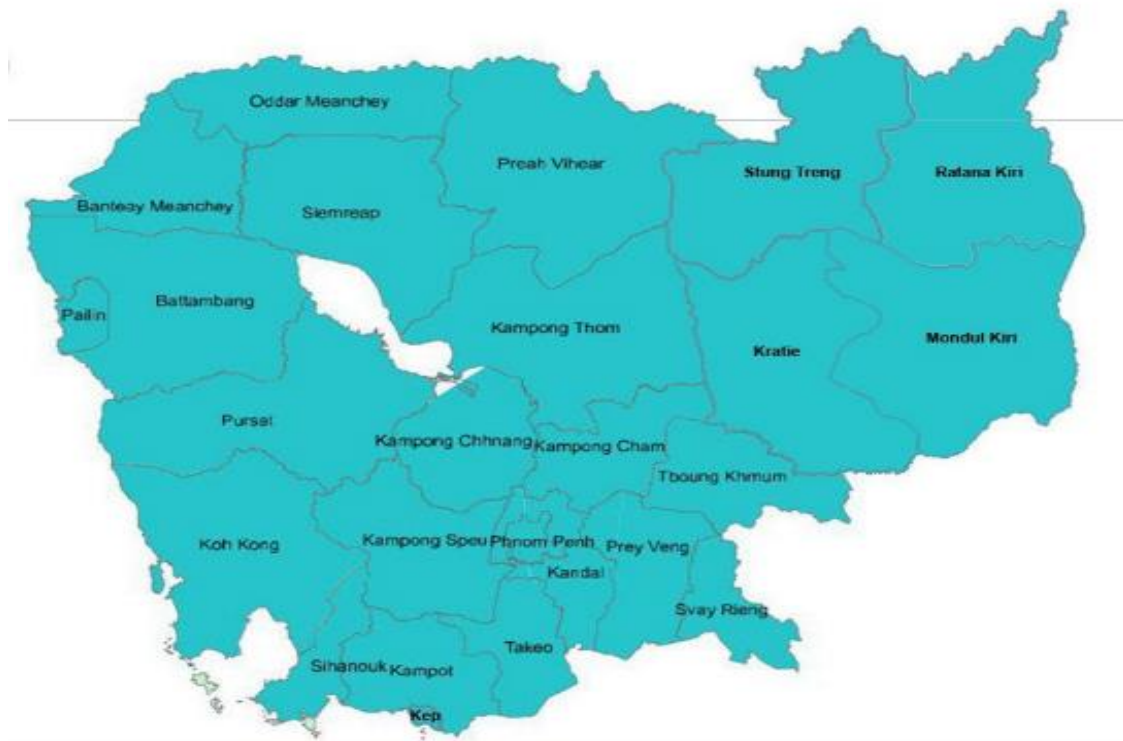 Oddar Meanchey
Preah Vihear
Stung Treng
Ratana Kiri
Banteay Meanchey
Siemreap
Battambang
Pailin
Kampong Thom
Kratie
Mondul Kiri
Pursat
Kampong Chhnang
Kampong Cham
Tboung Khmum
Koh Kong
Kampong Speu
Phnom Penh
Prey Veng
Kandal
Svay Rieng
Takeo
Sihanouk
Kampot
Kep